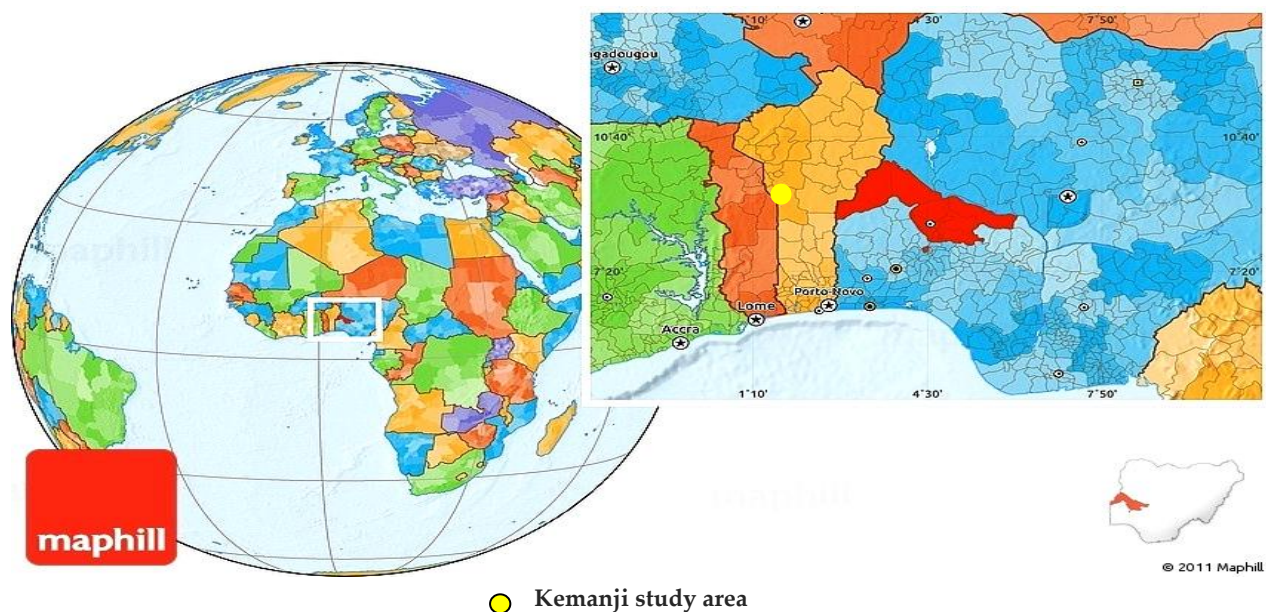 1°10'
4°30'
7°50'
gadougou
10°40'
10°40'
7°20'
7°20'
Porto-Novo
Lome
Accra
1°10'
4°30'
7°50'
maphill
© 2011 Maphill
Kemanji study area